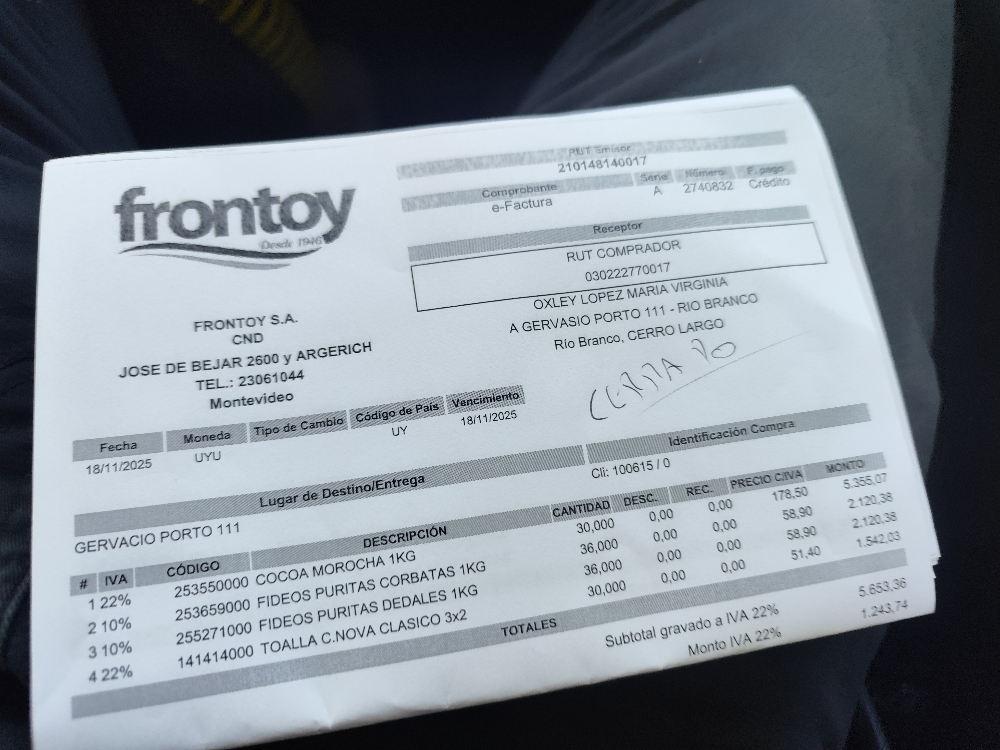 frontoy
Desde 1946
FRONTOY S.A.
CND
JOSE DE BEJAR 2600 y ARGERICH
TEL.: 23061044
Montevideo
RUT Emisor
210148140017
Comprobante Serie Número F. pago
e-Factura A 2740832 Crédito
Receptor
RUT COMPRADOR
030222770017
OXLEY LOPEZ MARIA VIRGINIA
A GERVASIO PORTO 111 - RIO BRANCO
Río Branco, CERRO LARGO
CERRADO
Fecha Moneda Tipo de Cambio Código de País Vencimiento
18/11/2025 UYU UY 18/11/2025
Lugar de Destino/Entrega Identificación Compra
GERVACIO PORTO 111 Cli: 100615 / 0
# IVA CÓDIGO DESCRIPCIÓN CANTIDAD DESC. REC. PRECIO C/IVA MONTO
1 22% 253550000 COCOA MOROCHA 1KG 30,000 0,00 0,00 178,50 5.355,07
2 10% 253659000 FIDEOS PURITAS CORBATAS 1KG 36,000 0,00 0,00 58,90 2.120,38
3 10% 255271000 FIDEOS PURITAS DEDALES 1KG 36,000 0,00 0,00 58,90 2.120,38
4 22% 141414000 TOALLA C.NOVA CLASICO 3x2 30,000 0,00 0,00 51,40 1.542,03
TOTALES
Subtotal gravado a IVA 22% 5.653,36
Monto IVA 22% 1.243,74